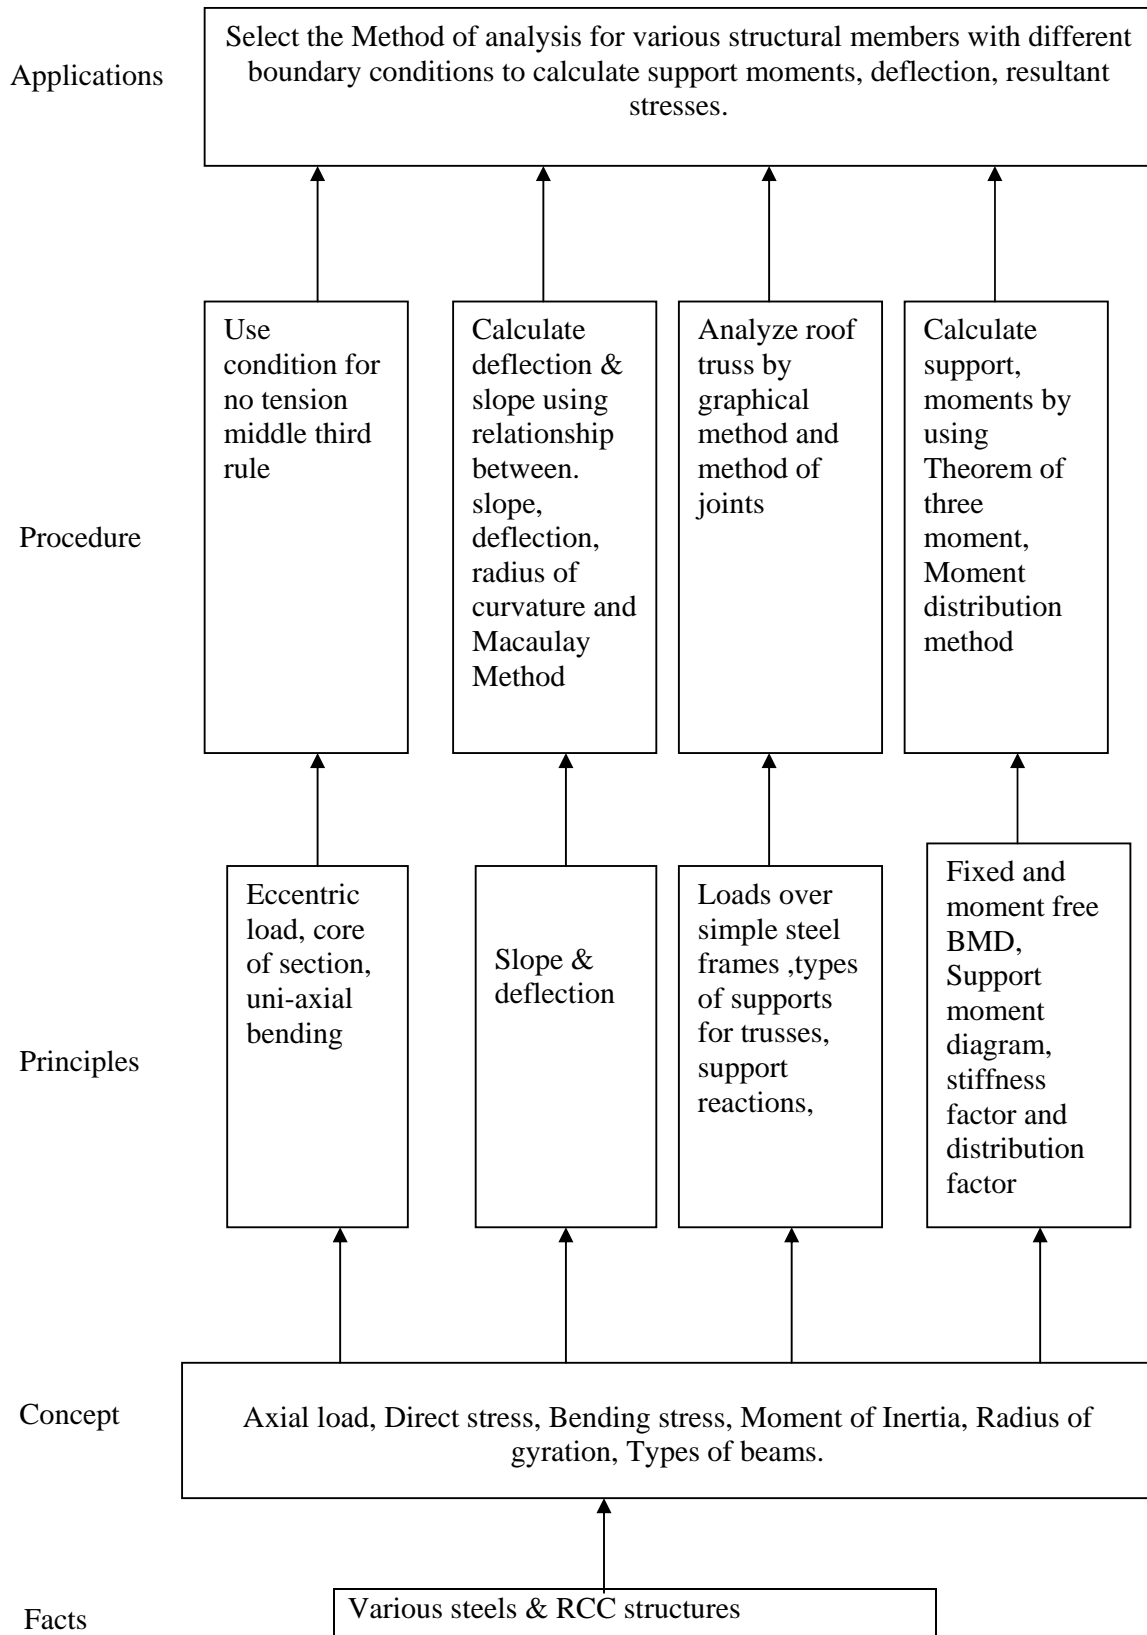 Applications
Select the Method of analysis for various structural members with different
boundary conditions to calculate support moments, deflection, resultant
stresses.
Procedure
Use
condition for
no tension
middle third
rule
Calculate
deflection &
slope using
relationship
between.
slope,
deflection,
radius of
curvature and
Macaulay
Method
Analyze roof
truss by
graphical
method and
method of
joints
Calculate
support,
moments by
using
Theorem of
three
moment,
Moment
distribution
method
Principles
Eccentric
load, core
of section,
uni-axial
bending
Slope &
deflection
Loads over
simple steel
frames ,types
of supports
for trusses,
support
reactions,
Fixed and
moment free
BMD,
Support
moment
diagram,
stiffness
factor and
distribution
factor
Concept
Axial load, Direct stress, Bending stress, Moment of Inertia, Radius of
gyration, Types of beams.
Facts
Various steels & RCC structures